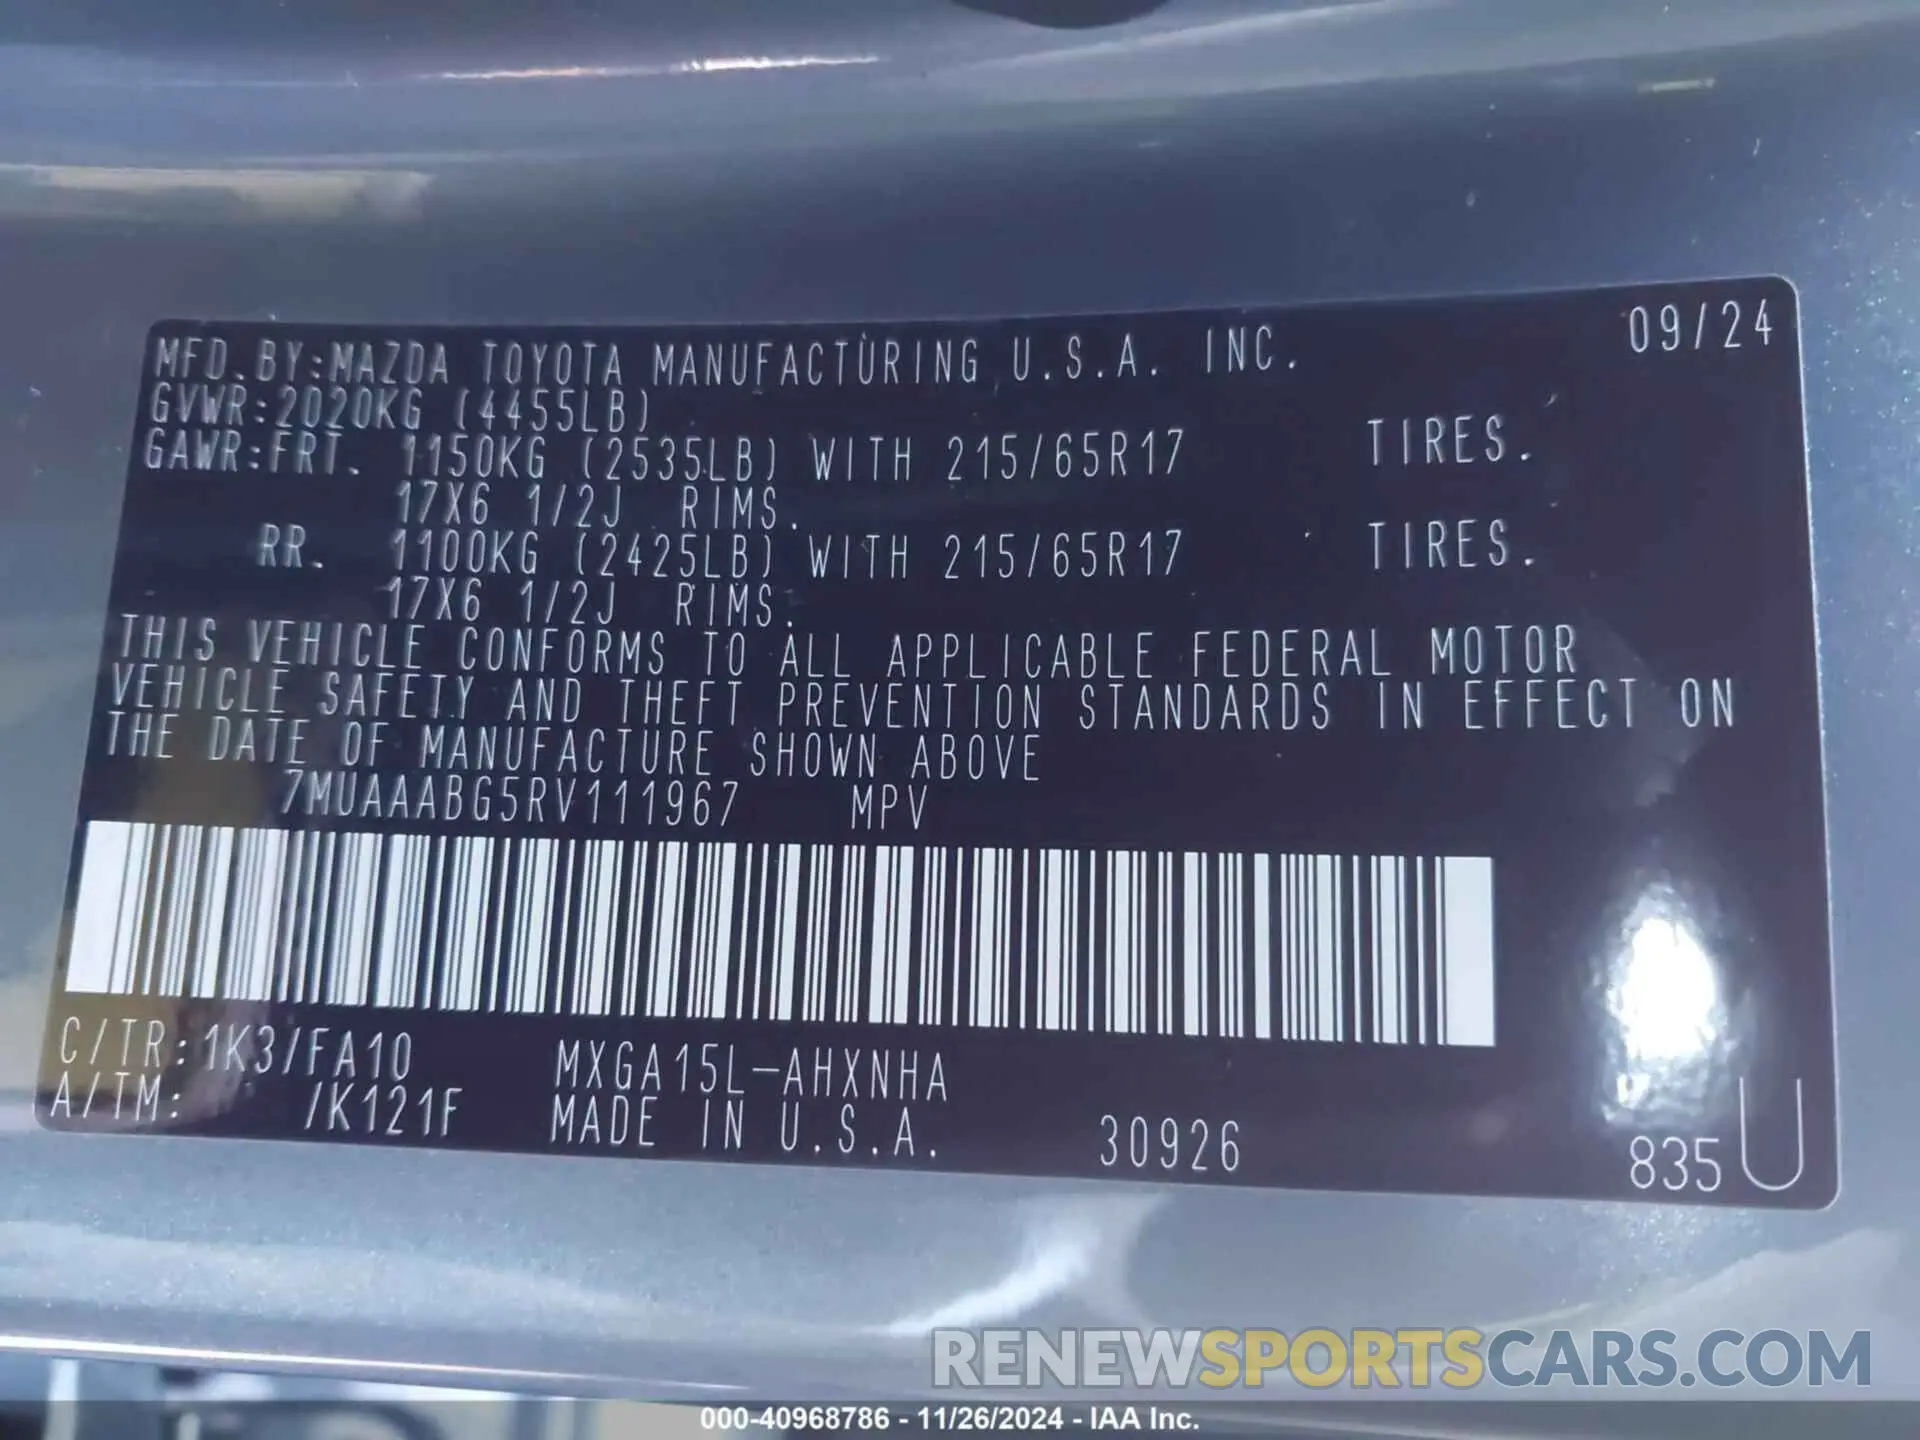 09/24
MFD.BY:MAZDA TOYOTA MANUFACTURING U.S.A. INC.
GVWR:2020KG (4455LB)
GAWR:FRT. 1150KG (2535LB) WITH 215/65R17 TIRES.
17X6 1/2J RIMS.
RR. 1100KG (2425LB) WITH 215/65R17 TIRES.
17X6 1/2J RIMS.
THIS VEHICLE CONFORMS TO ALL APPLICABLE FEDERAL MOTOR
VEHICLE SAFETY AND THEFT PREVENTION STANDARDS IN EFFECT ON
THE DATE OF MANUFACTURE SHOWN ABOVE
7MUAAABG5RV111967 MPV
C/TR:1K3/FA10 MXGA15L-AHXNHA
A/TM: /K121F MADE IN U.S.A. 30926 835 U
RENEWSPORTSCARS.COM
000-40968786 - 11/26/2024 - IAA Inc.